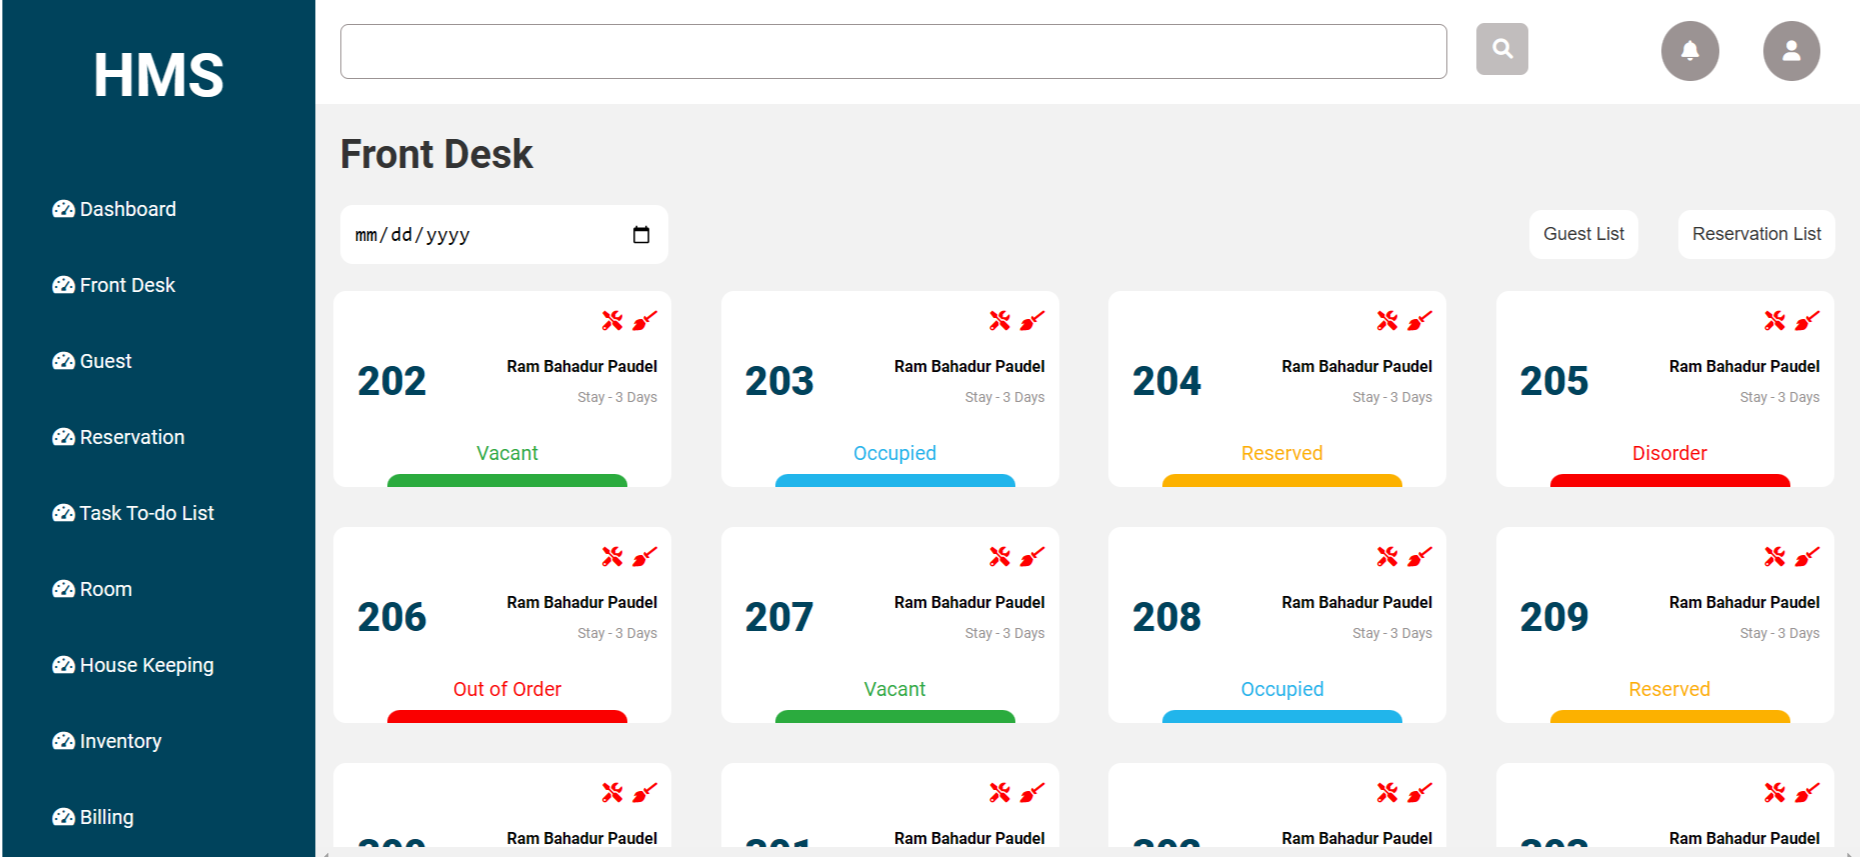 HMS
Dashboard
Front Desk
Guest
Reservation
Task To-do List
Room
House Keeping
Inventory
Billing
Front Desk
mm/dd/yyyy
Guest List
Reservation List
202
Ram Bahadur Paudel
Stay - 3 Days
Vacant
203
Ram Bahadur Paudel
Stay - 3 Days
Occupied
204
Ram Bahadur Paudel
Stay - 3 Days
Reserved
205
Ram Bahadur Paudel
Stay - 3 Days
Disorder
206
Ram Bahadur Paudel
Stay - 3 Days
Out of Order
207
Ram Bahadur Paudel
Stay - 3 Days
Vacant
208
Ram Bahadur Paudel
Stay - 3 Days
Occupied
209
Ram Bahadur Paudel
Stay - 3 Days
Reserved
Ram Bahadur Paudel
Ram Bahadur Paudel
Ram Bahadur Paudel
Ram Bahadur Paudel